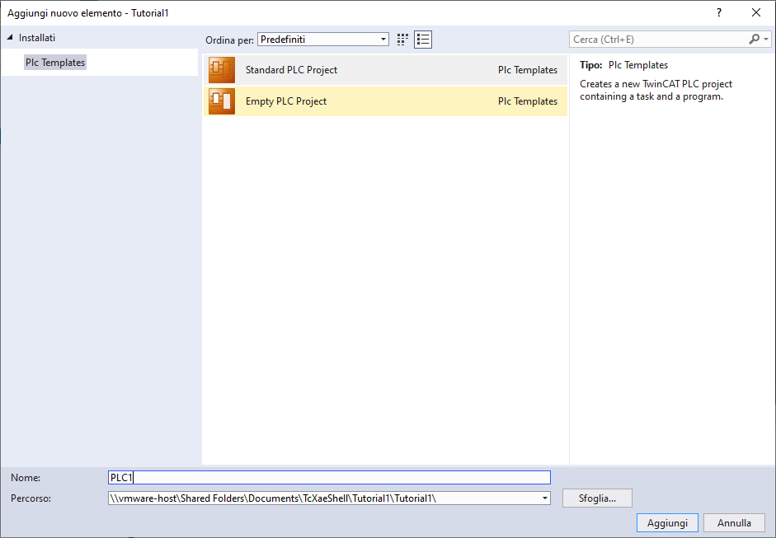 Aggiungi nuovo elemento - Tutorial1
?
Installati
Plc Templates
Ordina per: Predefiniti
Cerca (Ctrl+E)
Standard PLC Project Plc Templates
Empty PLC Project Plc Templates
Tipo: Plc Templates
Creates a new TwinCAT PLC project
containing a task and a program.
Nome: PLC1
Percorso: \\vmware-host\Shared Folders\Documents\TcXaeShell\Tutorial1\Tutorial1\
Sfoglia...
Aggiungi Annulla